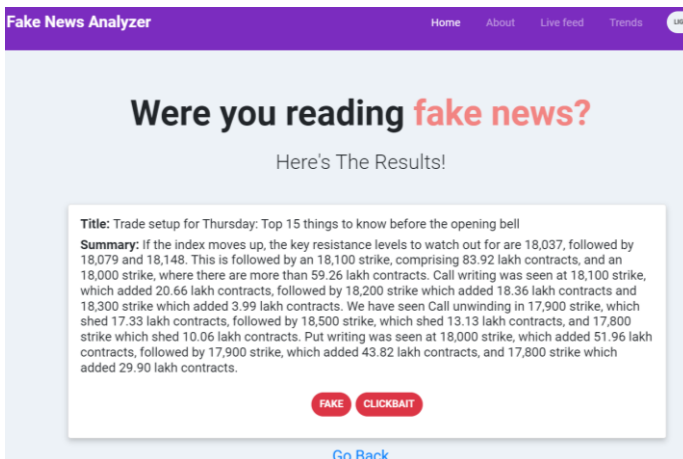 Fake News Analyzer Home About Live feed Trends
Were you reading fake news?
Here's The Results!
Title: Trade setup for Thursday: Top 15 things to know before the opening bell
Summary: If the index moves up, the key resistance levels to watch out for are 18,037, followed by
18,079 and 18,148. This is followed by an 18,100 strike, comprising 83.92 lakh contracts, and an
18,000 strike, where there are more than 59.26 lakh contracts. Call writing was seen at 18,100 strike,
which added 20.66 lakh contracts, followed by 18,200 strike which added 18.36 lakh contracts and
18,300 strike which added 3.99 lakh contracts. We have seen Call unwinding in 17,900 strike, which
shed 17.33 lakh contracts, followed by 18,500 strike, which shed 13.13 lakh contracts, and 17,800
strike which shed 10.06 lakh contracts. Put writing was seen at 18,000 strike, which added 51.96 lakh
contracts, followed by 17,900 strike, which added 43.82 lakh contracts, and 17,800 strike which
added 29.90 lakh contracts.
FAKE CLICKBAIT
Go Back